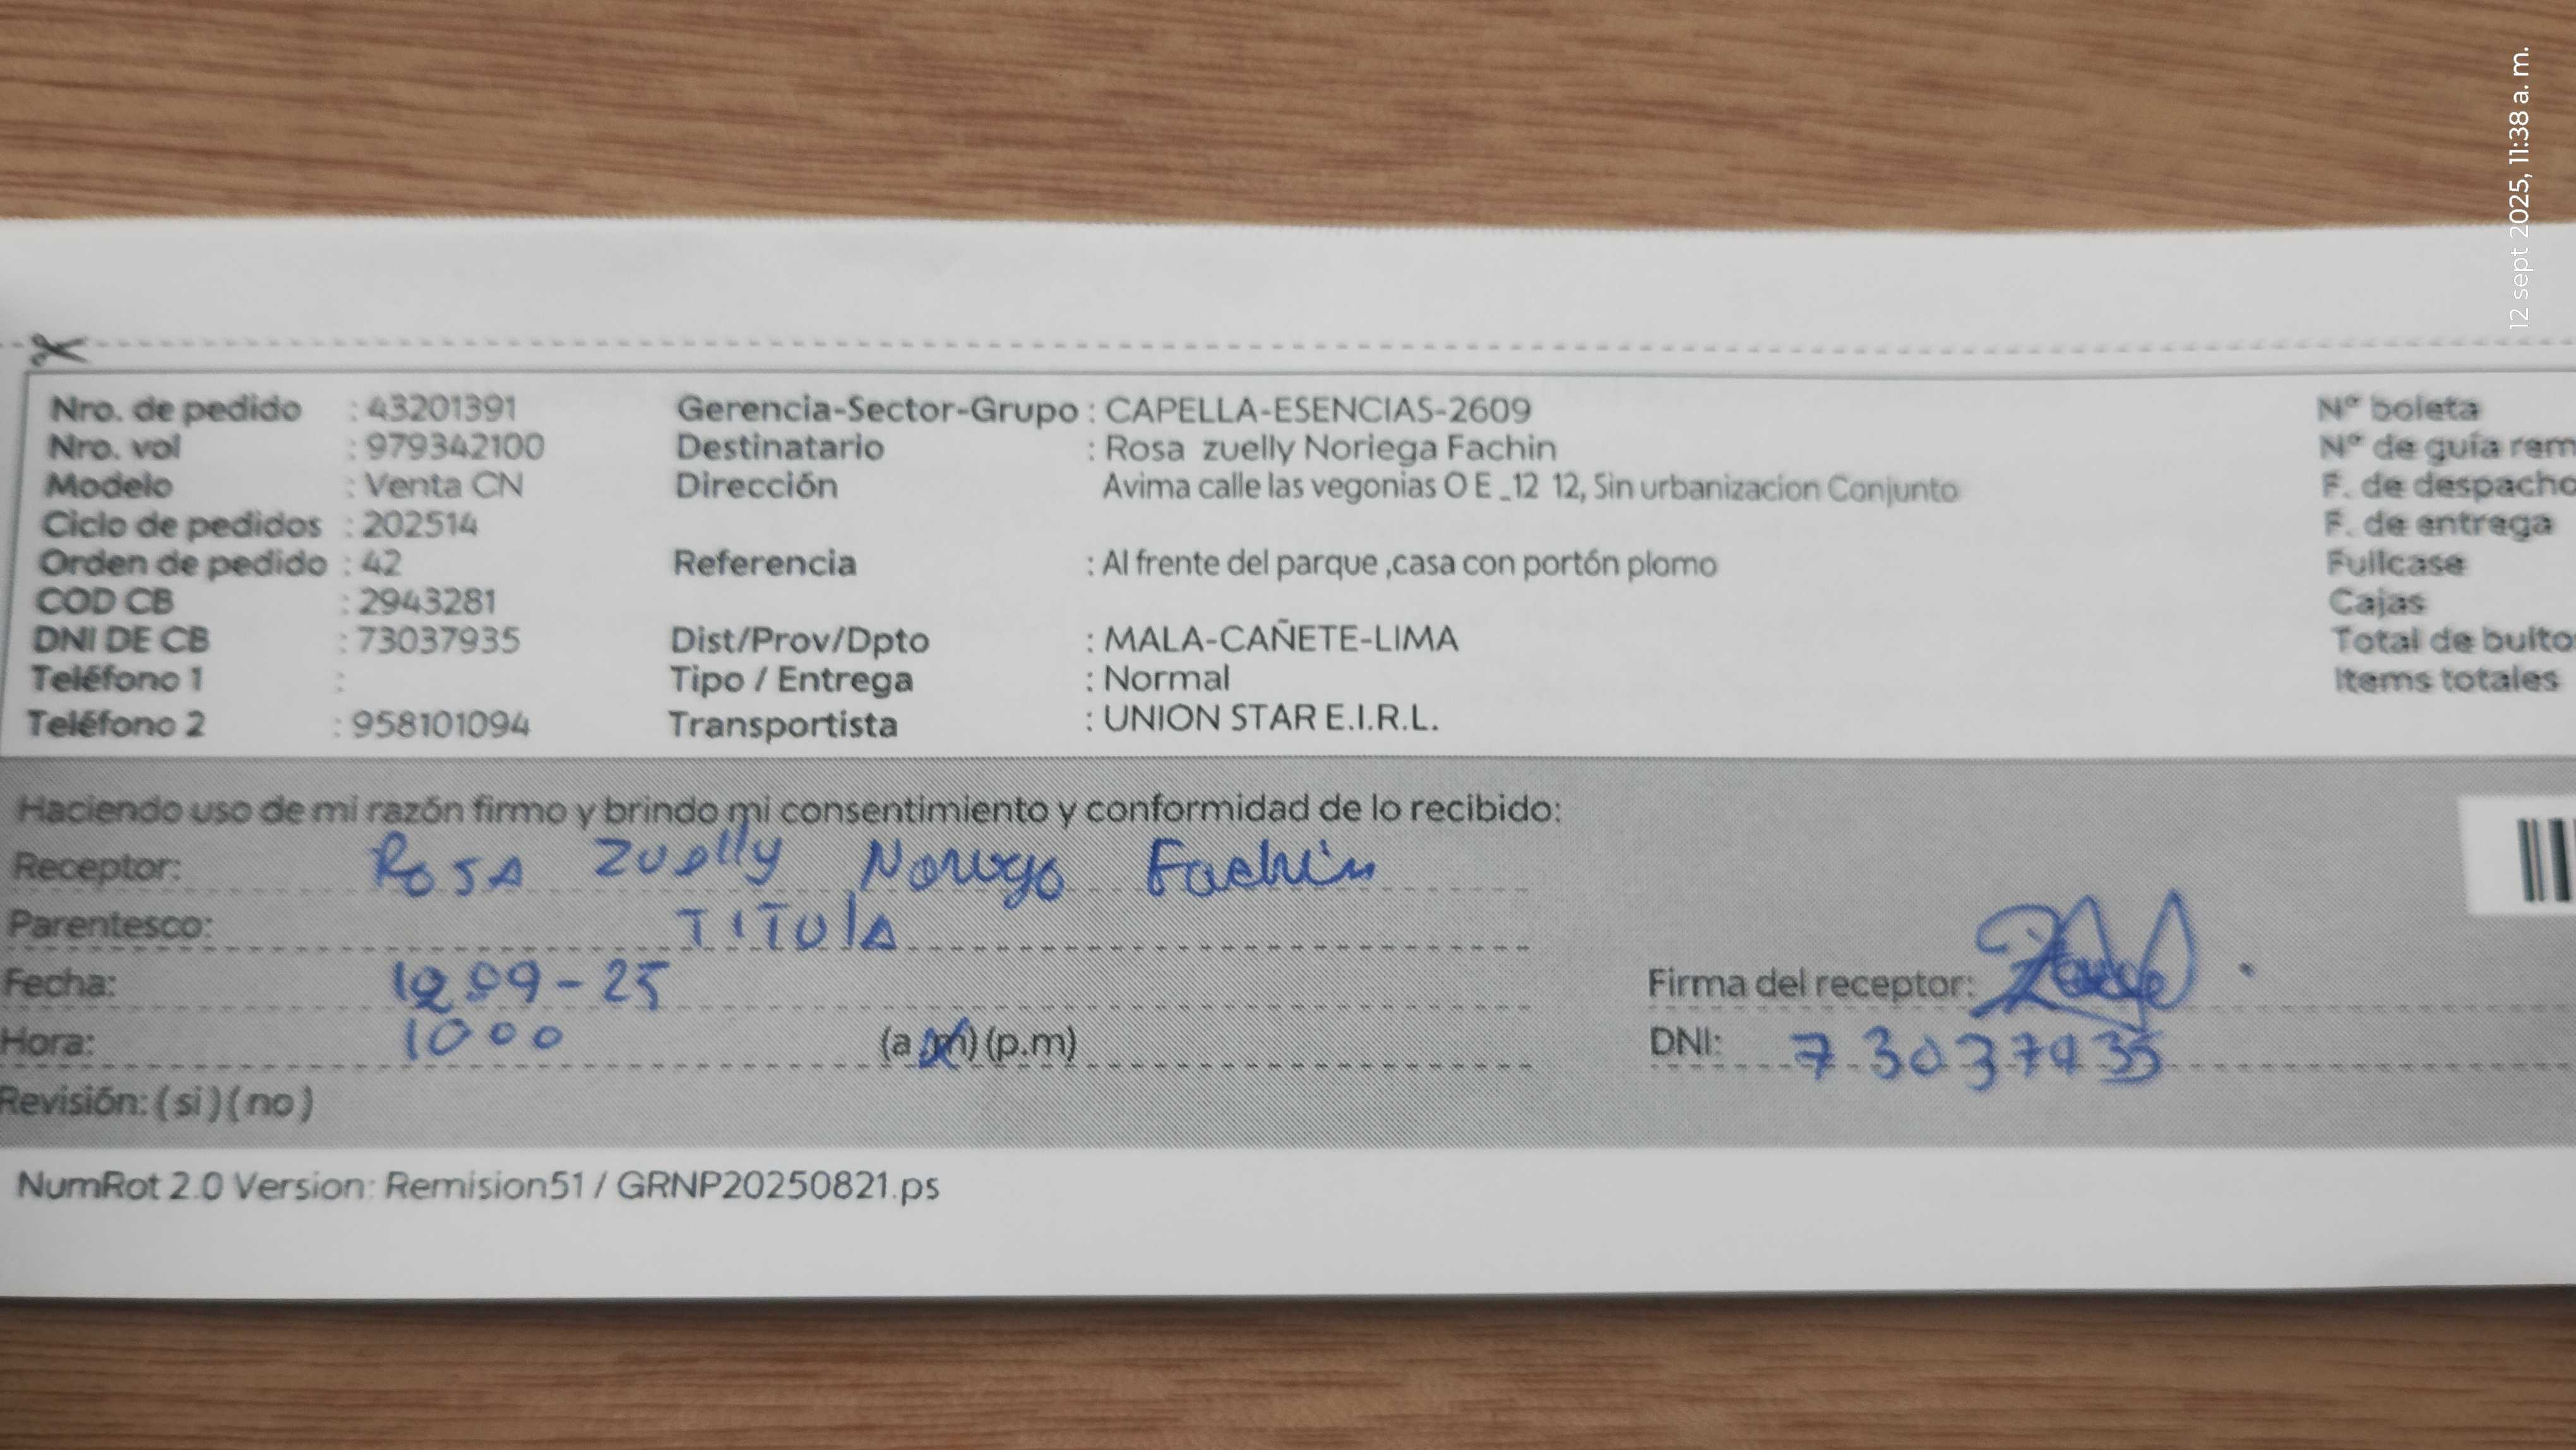 12 sept 2025, 11:38 a. m.
Nro. de pedido : 43201391
Nro. vol : 979342100
Modelo : Venta CN
Ciclo de pedidos : 202514
Orden de pedido : 42
COD CB : 2943281
DNI DE CB : 73037935
Teléfono 1 :
Teléfono 2 : 958101094
Gerencia-Sector-Grupo : CAPELLA-ESENCIAS-2609
Destinatario : Rosa zuelly Noriega Fachin
Dirección Avima calle las vegonias O E _12 12, Sin urbanizacion Conjunto
Referencia : Al frente del parque ,casa con portón plomo
Dist/Prov/Dpto : MALA-CAÑETE-LIMA
Tipo / Entrega : Normal
Transportista : UNION STAR E.I.R.L.
N° boleta
N° de guía rem
F. de despacho
F. de entrega
Fullcase
Cajas
Total de bulto
Items totales
Haciendo uso de mi razón firmo y brindo mi consentimiento y conformidad de lo recibido:
Receptor: Rosa Zuelly Noriega Fachin
Parentesco: TITULA
Fecha: 12 09-25
Hora: 10 00 (a.m) (p.m)
Revisión: ( si ) ( no )
Firma del receptor:
DNI: 73037935
NumRot 2.0 Version: Remision51 / GRNP20250821.ps